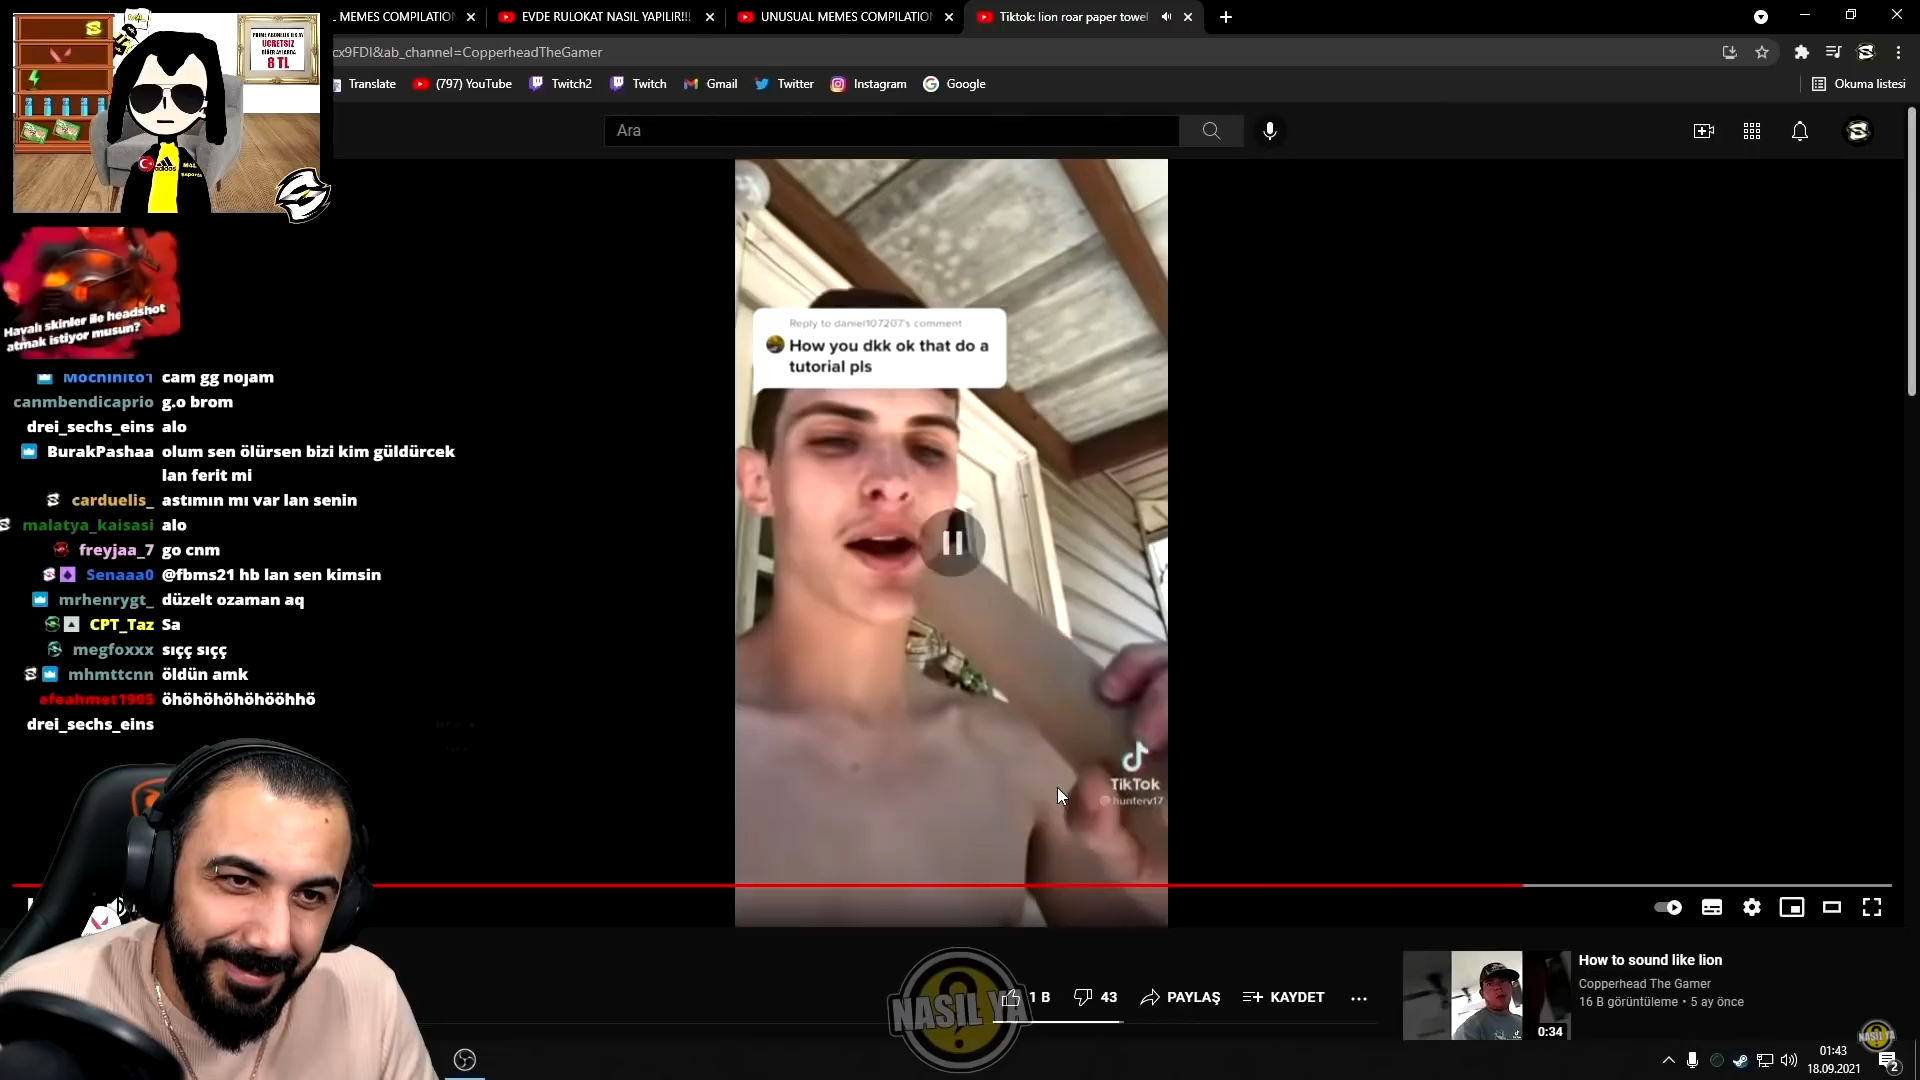 L MEMES COMPILATION
EVDE RULOKAT NASIL YAPILIR!!!
UNUSUAL MEMES COMPILATION
Tiktok: lion roar paper towel
cx9FDI&ab_channel=CopperheadTheGamer
Translate
(797) YouTube
Twitch2
Twitch
Gmail
Twitter
Instagram
Google
Okuma listesi
ÜCRETSİZ
8 TL
adidas
Ara
Havalı skinler ile headshot
atmak istiyor musun?
Mochinito1 cam gg nojam
canmbendicaprio g.o brom
drei_sechs_eins alo
BurakPashaa olum sen ölürsen bizi kim güldürcek
lan ferit mi
carduelis_ astımın mı var lan senin
malatya_kaisasi alo
freyjaa_7 go cnm
Senaaa0 @fbms21 hb lan sen kimsin
mrhenrygt_ düzelt ozaman aq
CPT_Taz Sa
megfoxxx sıçç sıçç
mhmttcnn öldün amk
efeahmet1905 öhöhöhöhöhööhhö
drei_sechs_eins
Reply to daniel107207's comment
How you dkk ok that do a
tutorial pls
TikTok
@hunterv17
1 B
43
PAYLAŞ
KAYDET
NASIL YA
How to sound like lion
Copperhead The Gamer
16 B görüntüleme • 5 ay önce
0:34
NASIL YA
01:43
18.09.2021
2